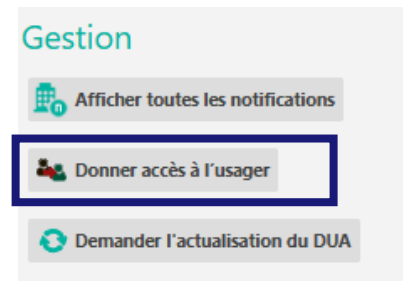 Gestion
n
Afficher toutes les notifications
Donner accès à l'usager
Demander l'actualisation du DUA